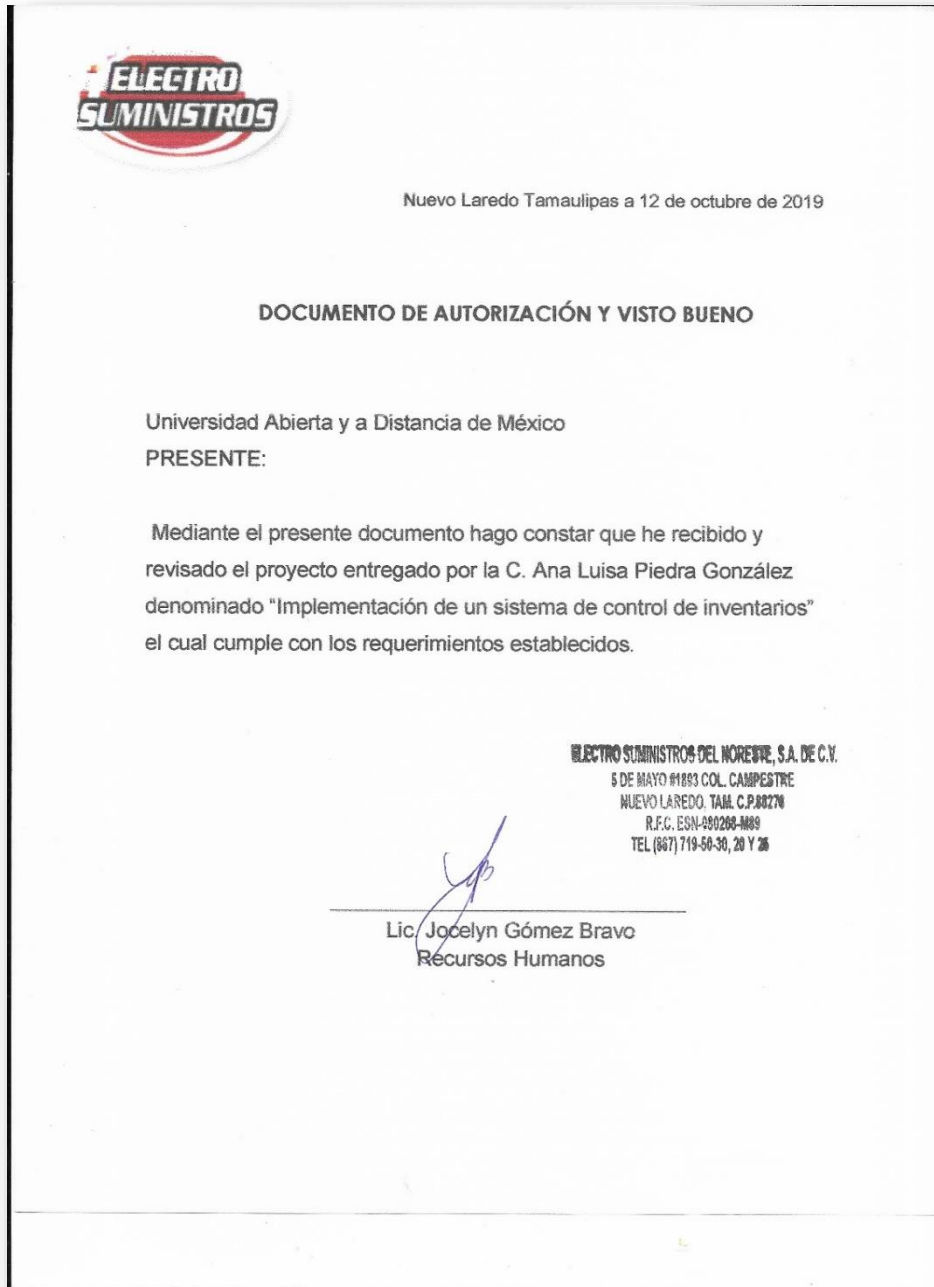 ELECTRO
SUMINISTROS
Nuevo Laredo Tamaulipas a 12 de octubre de 2019
DOCUMENTO DE AUTORIZACIÓN Y VISTO BUENO
Universidad Abierta y a Distancia de México
PRESENTE:
Mediante el presente documento hago constar que he recibido y
revisado el proyecto entregado por la C. Ana Luisa Piedra González
denominado “Implementación de un sistema de control de inventarios”
el cual cumple con los requerimientos establecidos.
ELECTRO SUMINISTROS DEL NORESTE, S.A. DE C.V.
5 DE MAYO #1893 COL. CAMPESTRE
NUEVO LAREDO, TAM. C.P.88278
R.F.C.
TEL (867) 719-50-30, 20 Y
Lic. Jocelyn Gómez Bravo
Recursos Humanos